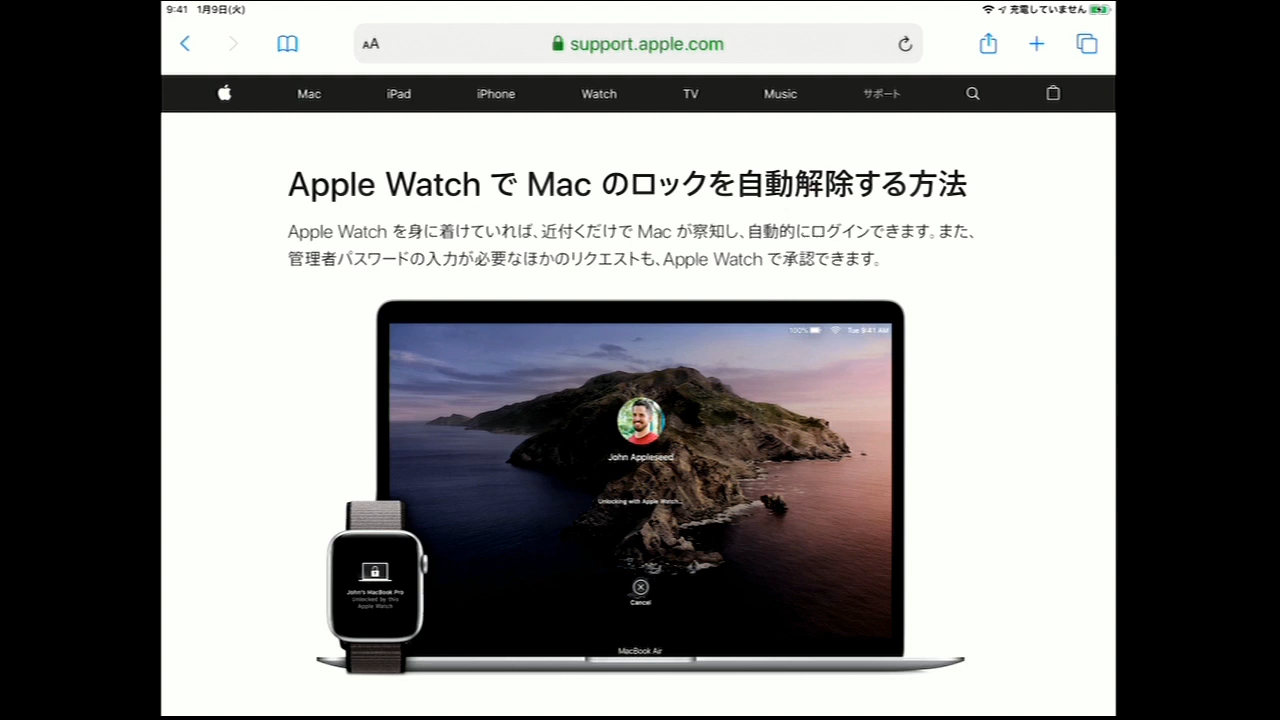 9:41 1月9日(火)
充電していません
AA
support.apple.com
Mac iPad iPhone Watch TV Music サポート
Apple Watch で Mac のロックを自動解除する方法
Apple Watch を身に着けていれば、近付くだけで Mac が察知し、自動的にログインできます。また、
管理者パスワードの入力が必要なほかのリクエストも、Apple Watch で承認できます。
100% Tue 9:41 AM
John Appleseed
Unlocking with Apple Watch...
Cancel
MacBook Air
John's MacBook Pro
Unlocked by this
Apple Watch